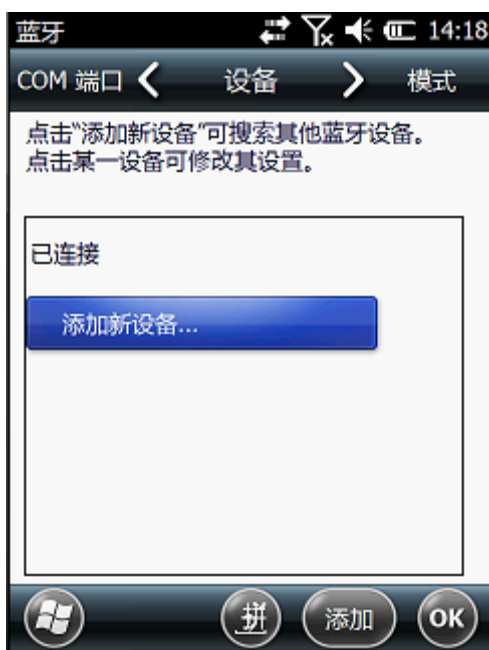 蓝牙 14:18
COM 端口 设备 模式
点击"添加新设备"可搜索其他蓝牙设备。
点击某一设备可修改其设置。
已连接
添加新设备...
拼 添加 OK